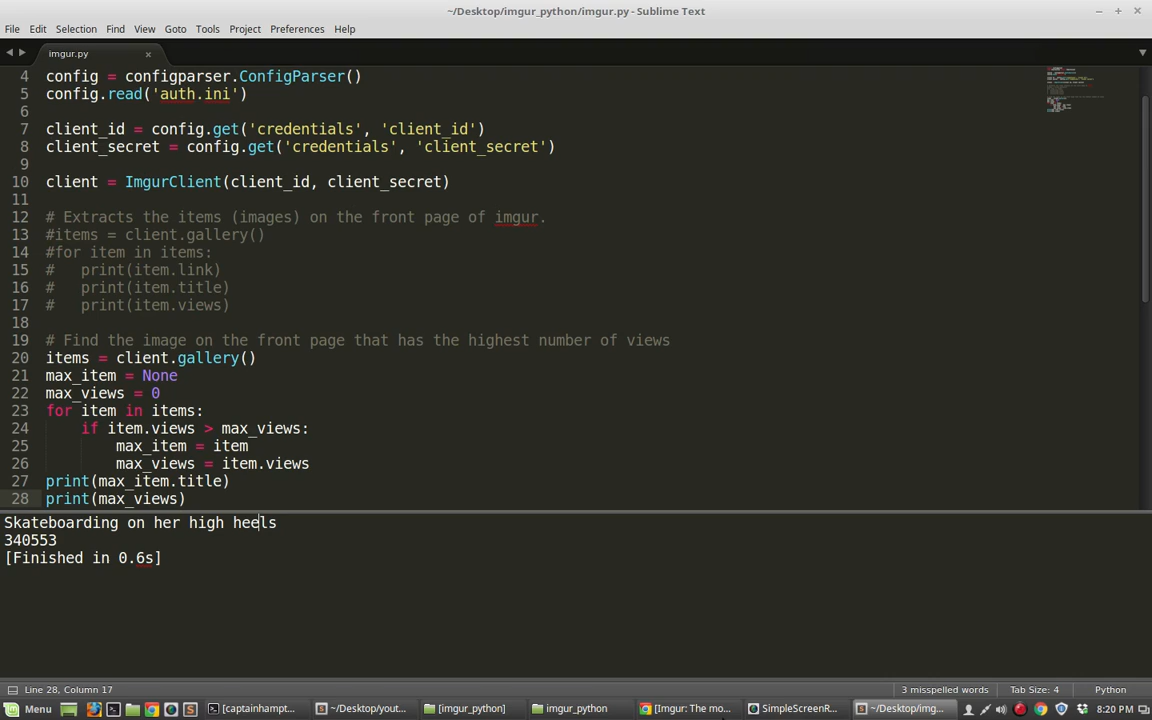 ~/Desktop/imgur_python/imgur.py - Sublime Text
File Edit Selection Find View Goto Tools Project Preferences Help
imgur.py
4 config = configparser.ConfigParser()
5 config.read('auth.ini')
6
7 client_id = config.get('credentials', 'client_id')
8 client_secret = config.get('credentials', 'client_secret')
9
10 client = ImgurClient(client_id, client_secret)
11
12 # Extracts the items (images) on the front page of imgur.
13 #items = client.gallery()
14 #for item in items:
15 #   print(item.link)
16 #   print(item.title)
17 #   print(item.views)
18
19 # Find the image on the front page that has the highest number of views
20 items = client.gallery()
21 max_item = None
22 max_views = 0
23 for item in items:
24     if item.views > max_views:
25         max_item = item
26         max_views = item.views
27 print(max_item.title)
28 print(max_views)
Skateboarding on her high heels
340553
[Finished in 0.6s]
Line 28, Column 17 3 misspelled words Tab Size: 4 Python
Menu [captainhampt... ~/Desktop/yout... [imgur_python] imgur_python [Imgur: The mo... SimpleScreenR... ~/Desktop/img... 8:20 PM